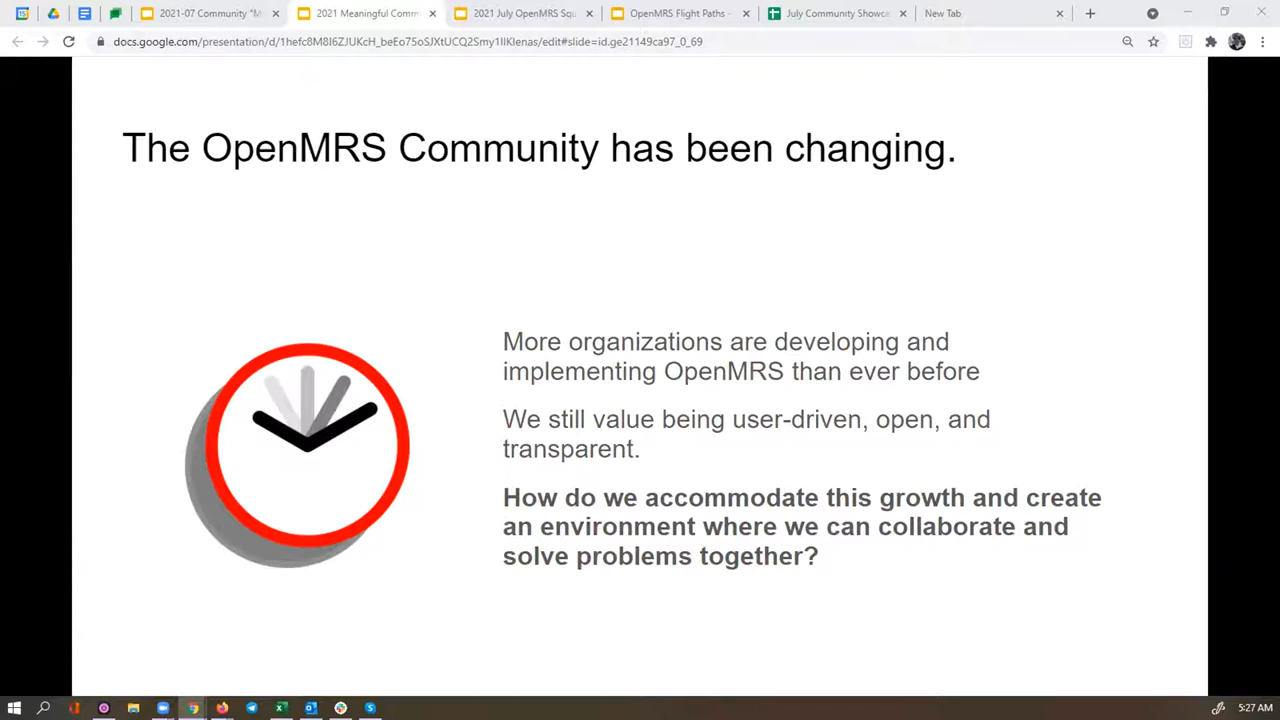 2021-07 Community "M
2021 Meaningful Comm
2021 July OpenMRS Squ
OpenMRS Flight Paths -
July Community Showca
New Tab
docs.google.com/presentation/d/1hefc8M8I6ZJUKcH_beEo75oSJXtUCQ2Smy1IlKlenas/edit#slide=id.ge21149ca97_0_69
The OpenMRS Community has been changing.
More organizations are developing and
implementing OpenMRS than ever before
We still value being user-driven, open, and
transparent.
How do we accommodate this growth and create
an environment where we can collaborate and
solve problems together?
5:27 AM